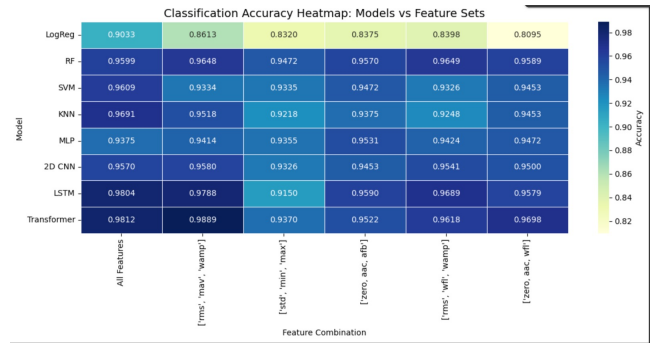 Classification Accuracy Heatmap: Models vs Feature Sets
LogReg 0.9033 0.8613 0.8320 0.8375 0.8398 0.8095
RF 0.9599 0.9648 0.9472 0.9570 0.9649 0.9589
SVM 0.9609 0.9334 0.9335 0.9472 0.9326 0.9453
KNN 0.9691 0.9518 0.9218 0.9375 0.9248 0.9453
MLP 0.9375 0.9414 0.9355 0.9531 0.9424 0.9472
2D CNN 0.9570 0.9580 0.9326 0.9453 0.9541 0.9500
LSTM 0.9804 0.9788 0.9150 0.9590 0.9689 0.9579
Transformer 0.9812 0.9889 0.9370 0.9522 0.9618 0.9698
Model
All Features
['rms', 'mav', 'wamp']
['std', 'min', 'max']
['zero, aac, afb']
['rms', 'wfl', 'wamp']
['zero, aac, wfl']
Feature Combination
0.98
0.96
0.94
0.92
0.90
0.88
0.86
0.84
0.82
Accuracy